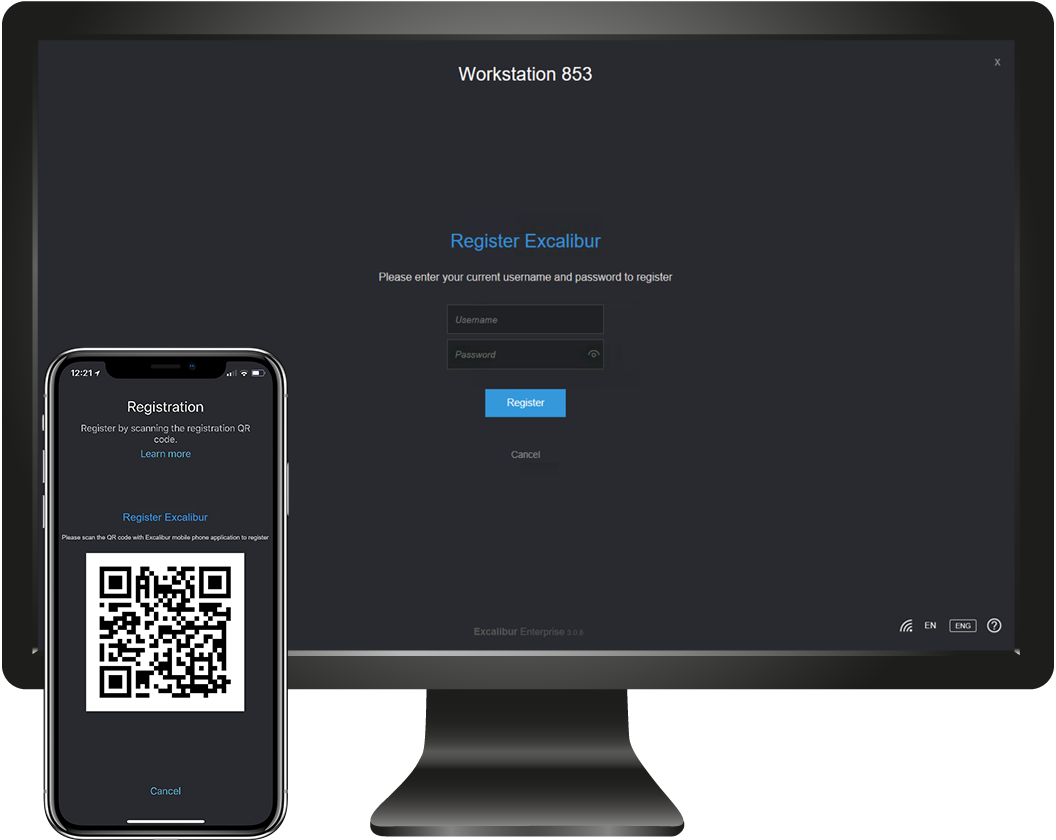 Workstation 853
x
Register Excalibur
Please enter your current username and password to register
Username
Password
Register
Cancel
Excalibur Enterprise 3.0.6
EN
ENG
?
12:21
Registration
Register by scanning the registration QR
code.
Learn more
Register Excalibur
Please scan the QR code with Excalibur mobile phone application to register
Cancel